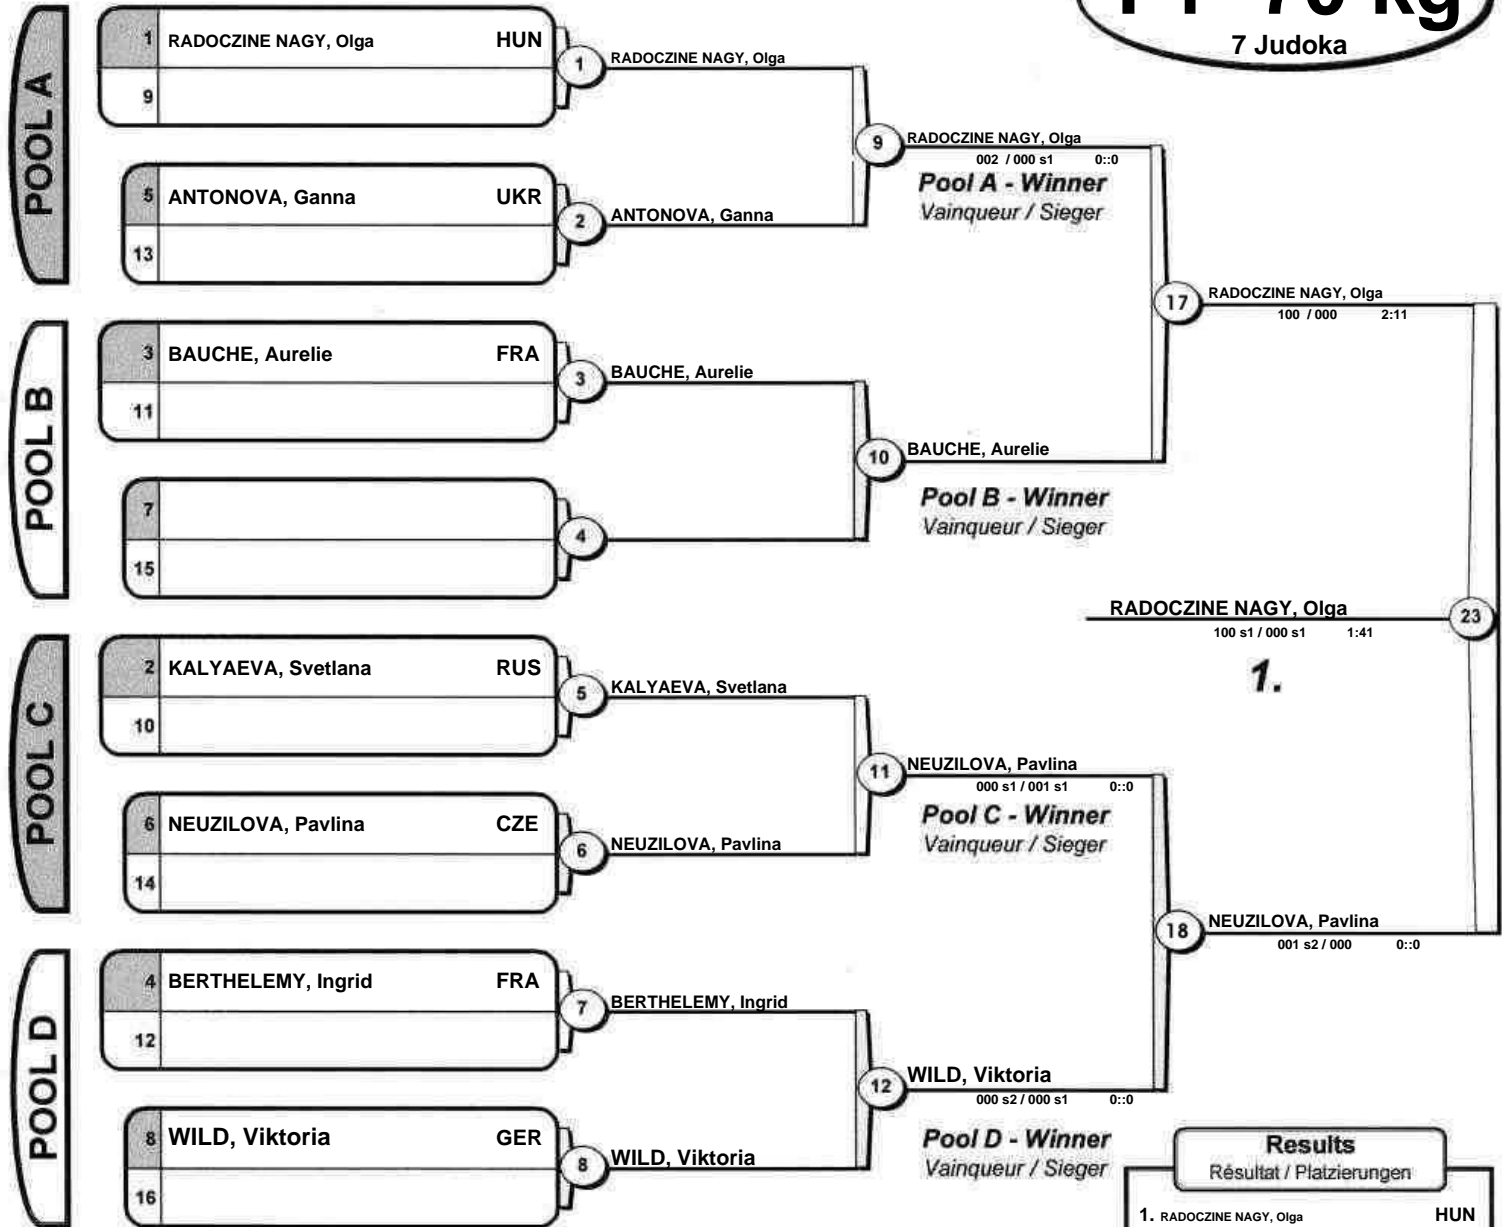 F1 -70 kg
7 Judoka
POOL A
1 RADOCZINE NAGY, Olga HUN
9
1 RADOCZINE NAGY, Olga
5 ANTONOVA, Ganna UKR
13
2 ANTONOVA, Ganna
9 RADOCZINE NAGY, Olga
002 / 000 s1 0::0
Pool A - Winner
Vainqueur / Sieger
POOL B
3 BAUCHE, Aurelie FRA
11
3 BAUCHE, Aurelie
7
15
4
10 BAUCHE, Aurelie
Pool B - Winner
Vainqueur / Sieger
17 RADOCZINE NAGY, Olga
100 / 000 2:11
RADOCZINE NAGY, Olga 23
100 s1 / 000 s1 1:41
1.
POOL C
2 KALYAEVA, Svetlana RUS
10
5 KALYAEVA, Svetlana
6 NEUZILOVA, Pavlina CZE
14
6 NEUZILOVA, Pavlina
11 NEUZILOVA, Pavlina
000 s1 / 001 s1 0::0
Pool C - Winner
Vainqueur / Sieger
18 NEUZILOVA, Pavlina
001 s2 / 000 0::0
POOL D
4 BERTHELEMY, Ingrid FRA
12
7 BERTHELEMY, Ingrid
8 WILD, Viktoria GER
16
8 WILD, Viktoria
12 WILD, Viktoria
000 s2 / 000 s1 0::0
Pool D - Winner
Vainqueur / Sieger
Results
Résultat / Platzierungen
1. RADOCZINE NAGY, Olga HUN